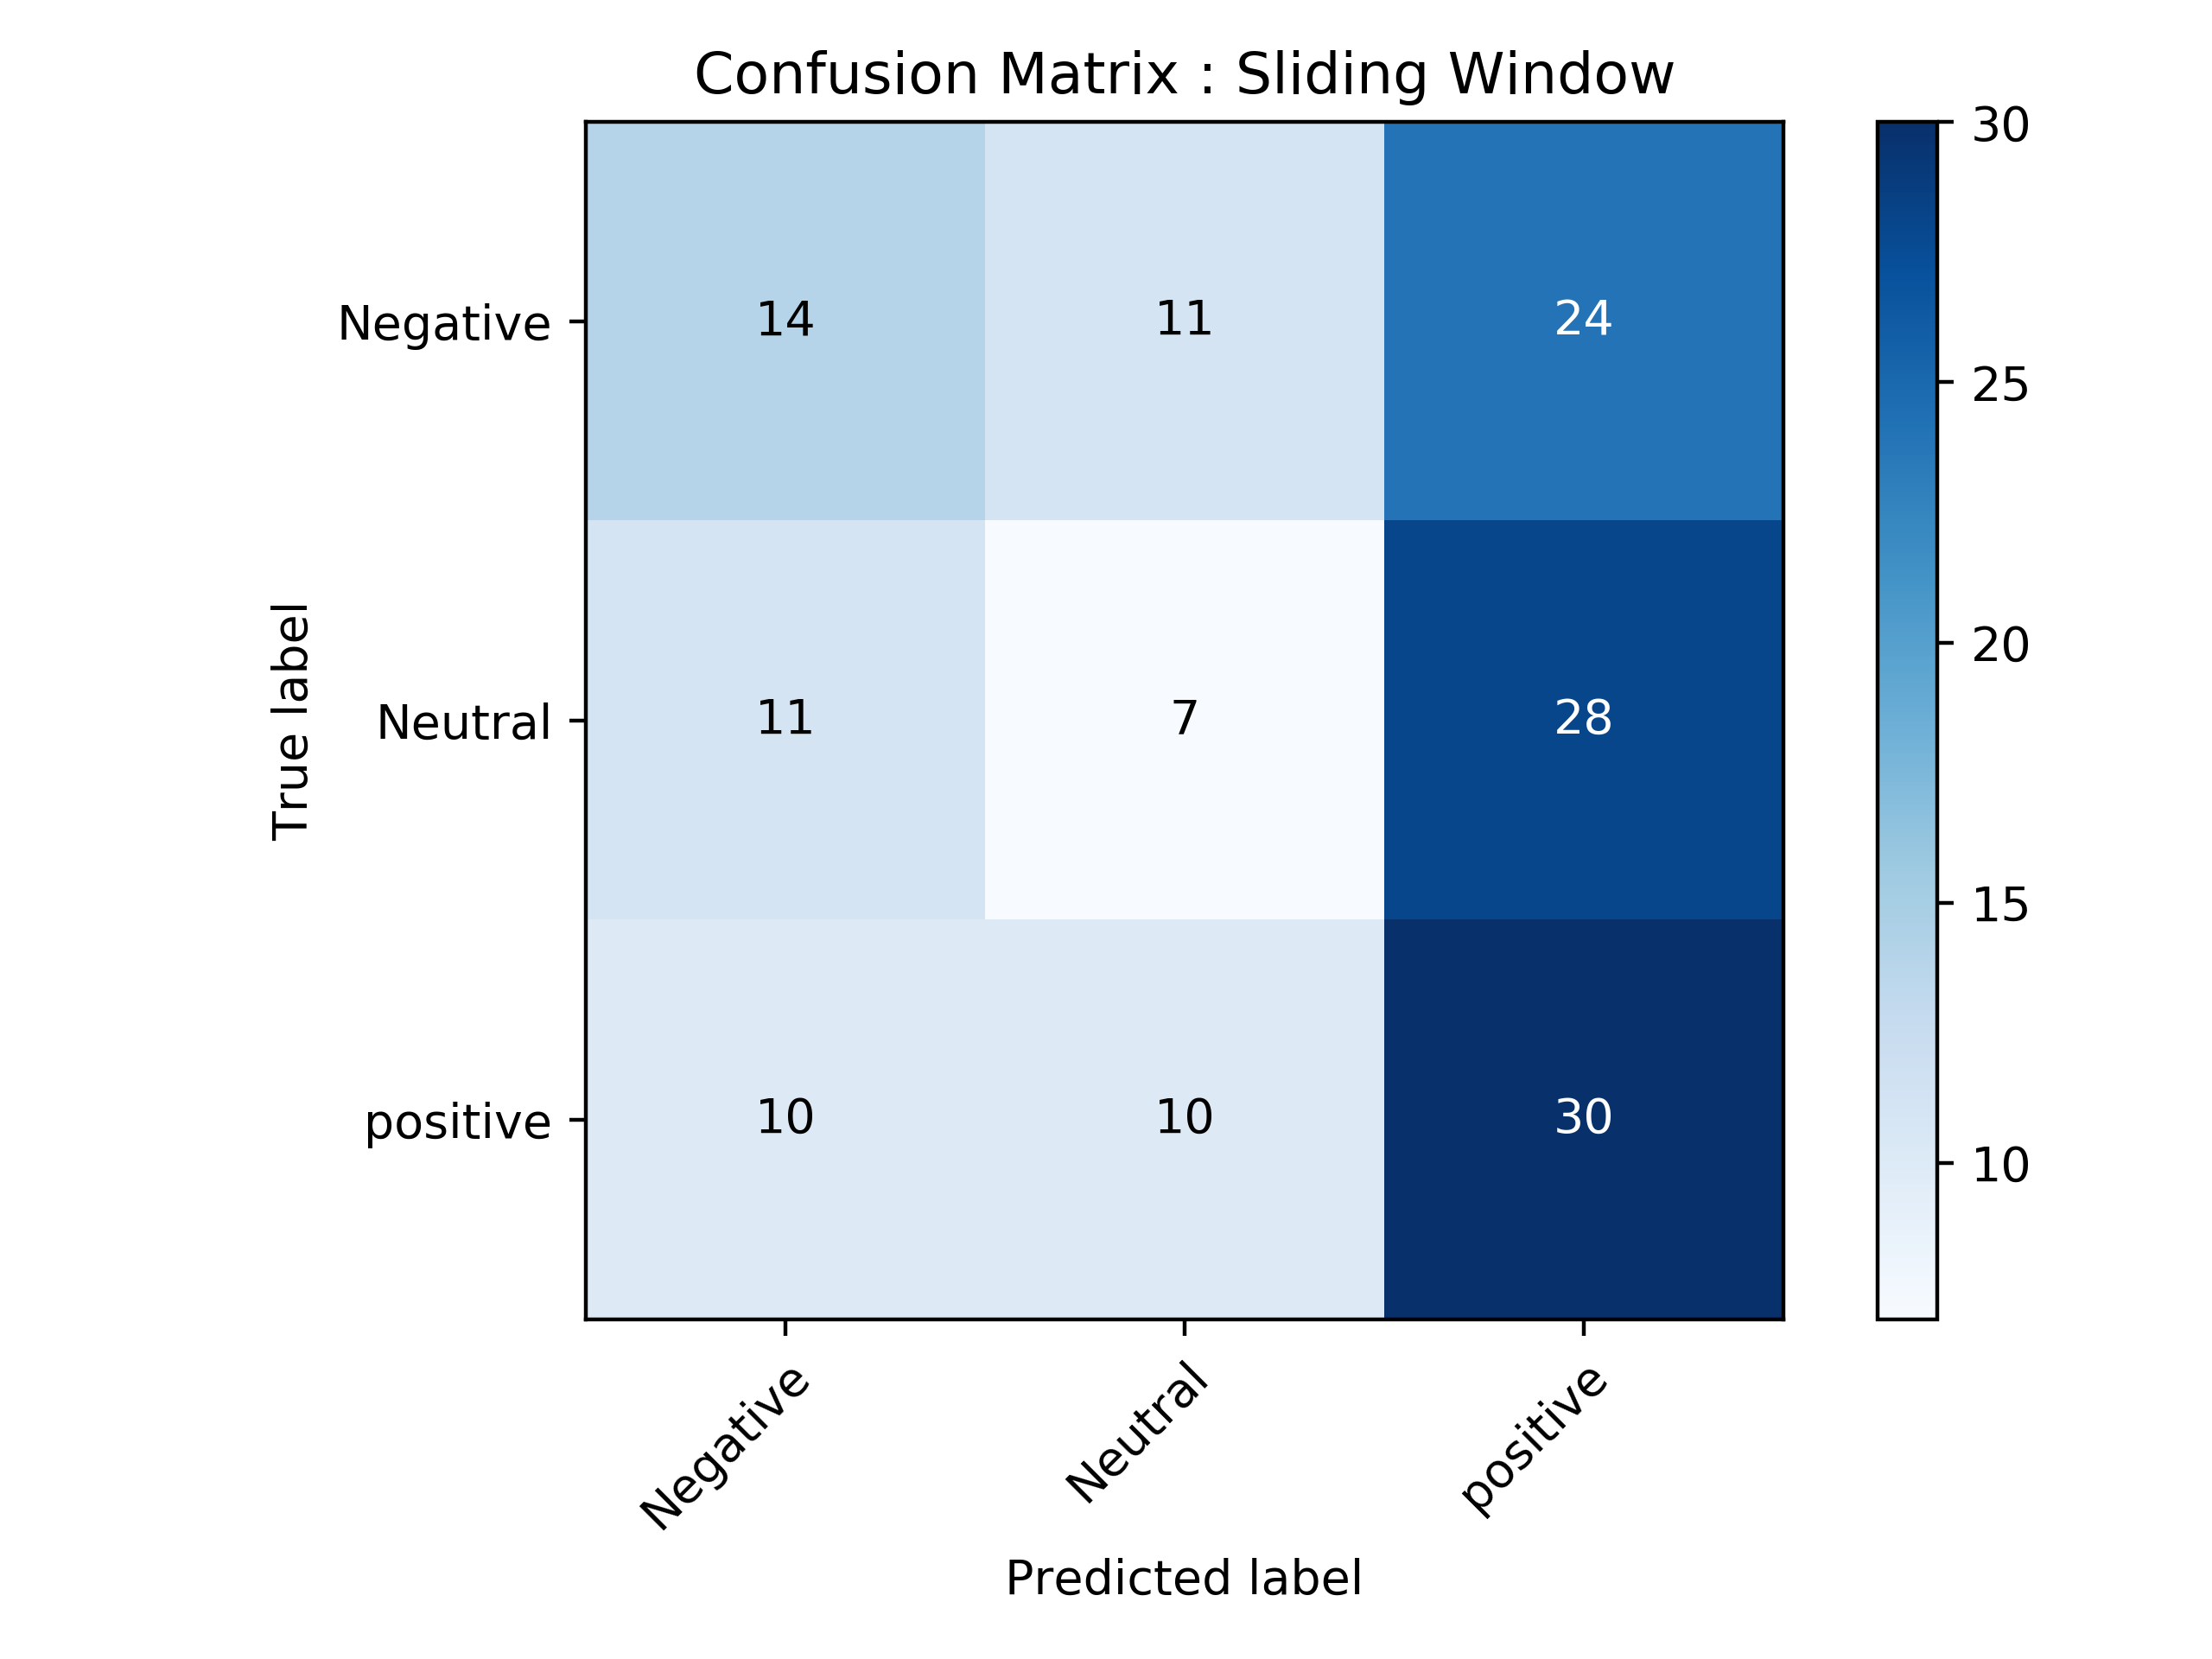 Confusion Matrix : Sliding Window
True label
Negative
14
11
24
Neutral
11
7
28
positive
10
10
30
Negative
Neutral
positive
Predicted label
30
25
20
15
10